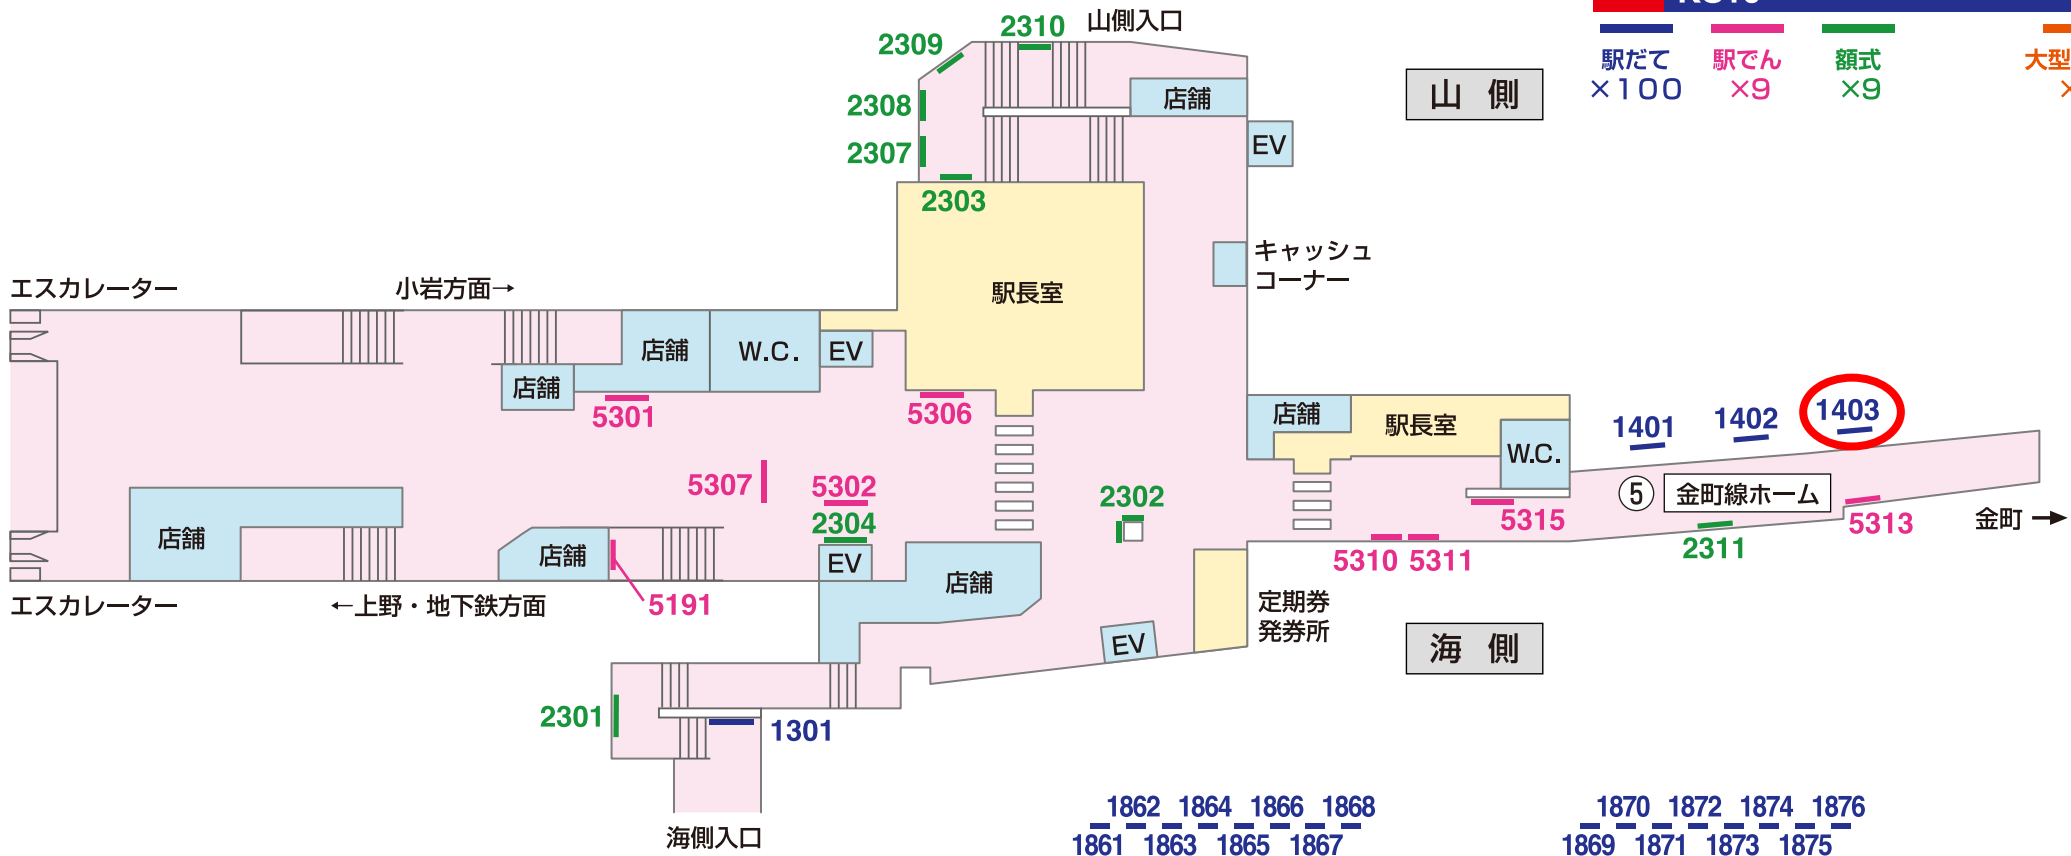 山側入口
2310
2309
2308
2307
2303
店舗
EV
山 側
駅だて
×100
駅でん
×9
額式
×9
キャッシュ
コーナー
駅長室
エスカレーター
小岩方面→
店舗
W.C.
EV
店舗
5301
5306
5307
5302
2304
2302
店舗
駅長室
W.C.
1401
1402
1403
⑤
金町線ホーム
5315
5310
5311
2311
5313
金町
店舗
店舗
5191
EV
店舗
EV
定期券
発券所
海 側
エスカレーター
←上野・地下鉄方面
2301
1301
海側入口
1862 1864 1866 1868
1861 1863 1865 1867
1870 1872 1874 1876
1869 1871 1873 1875